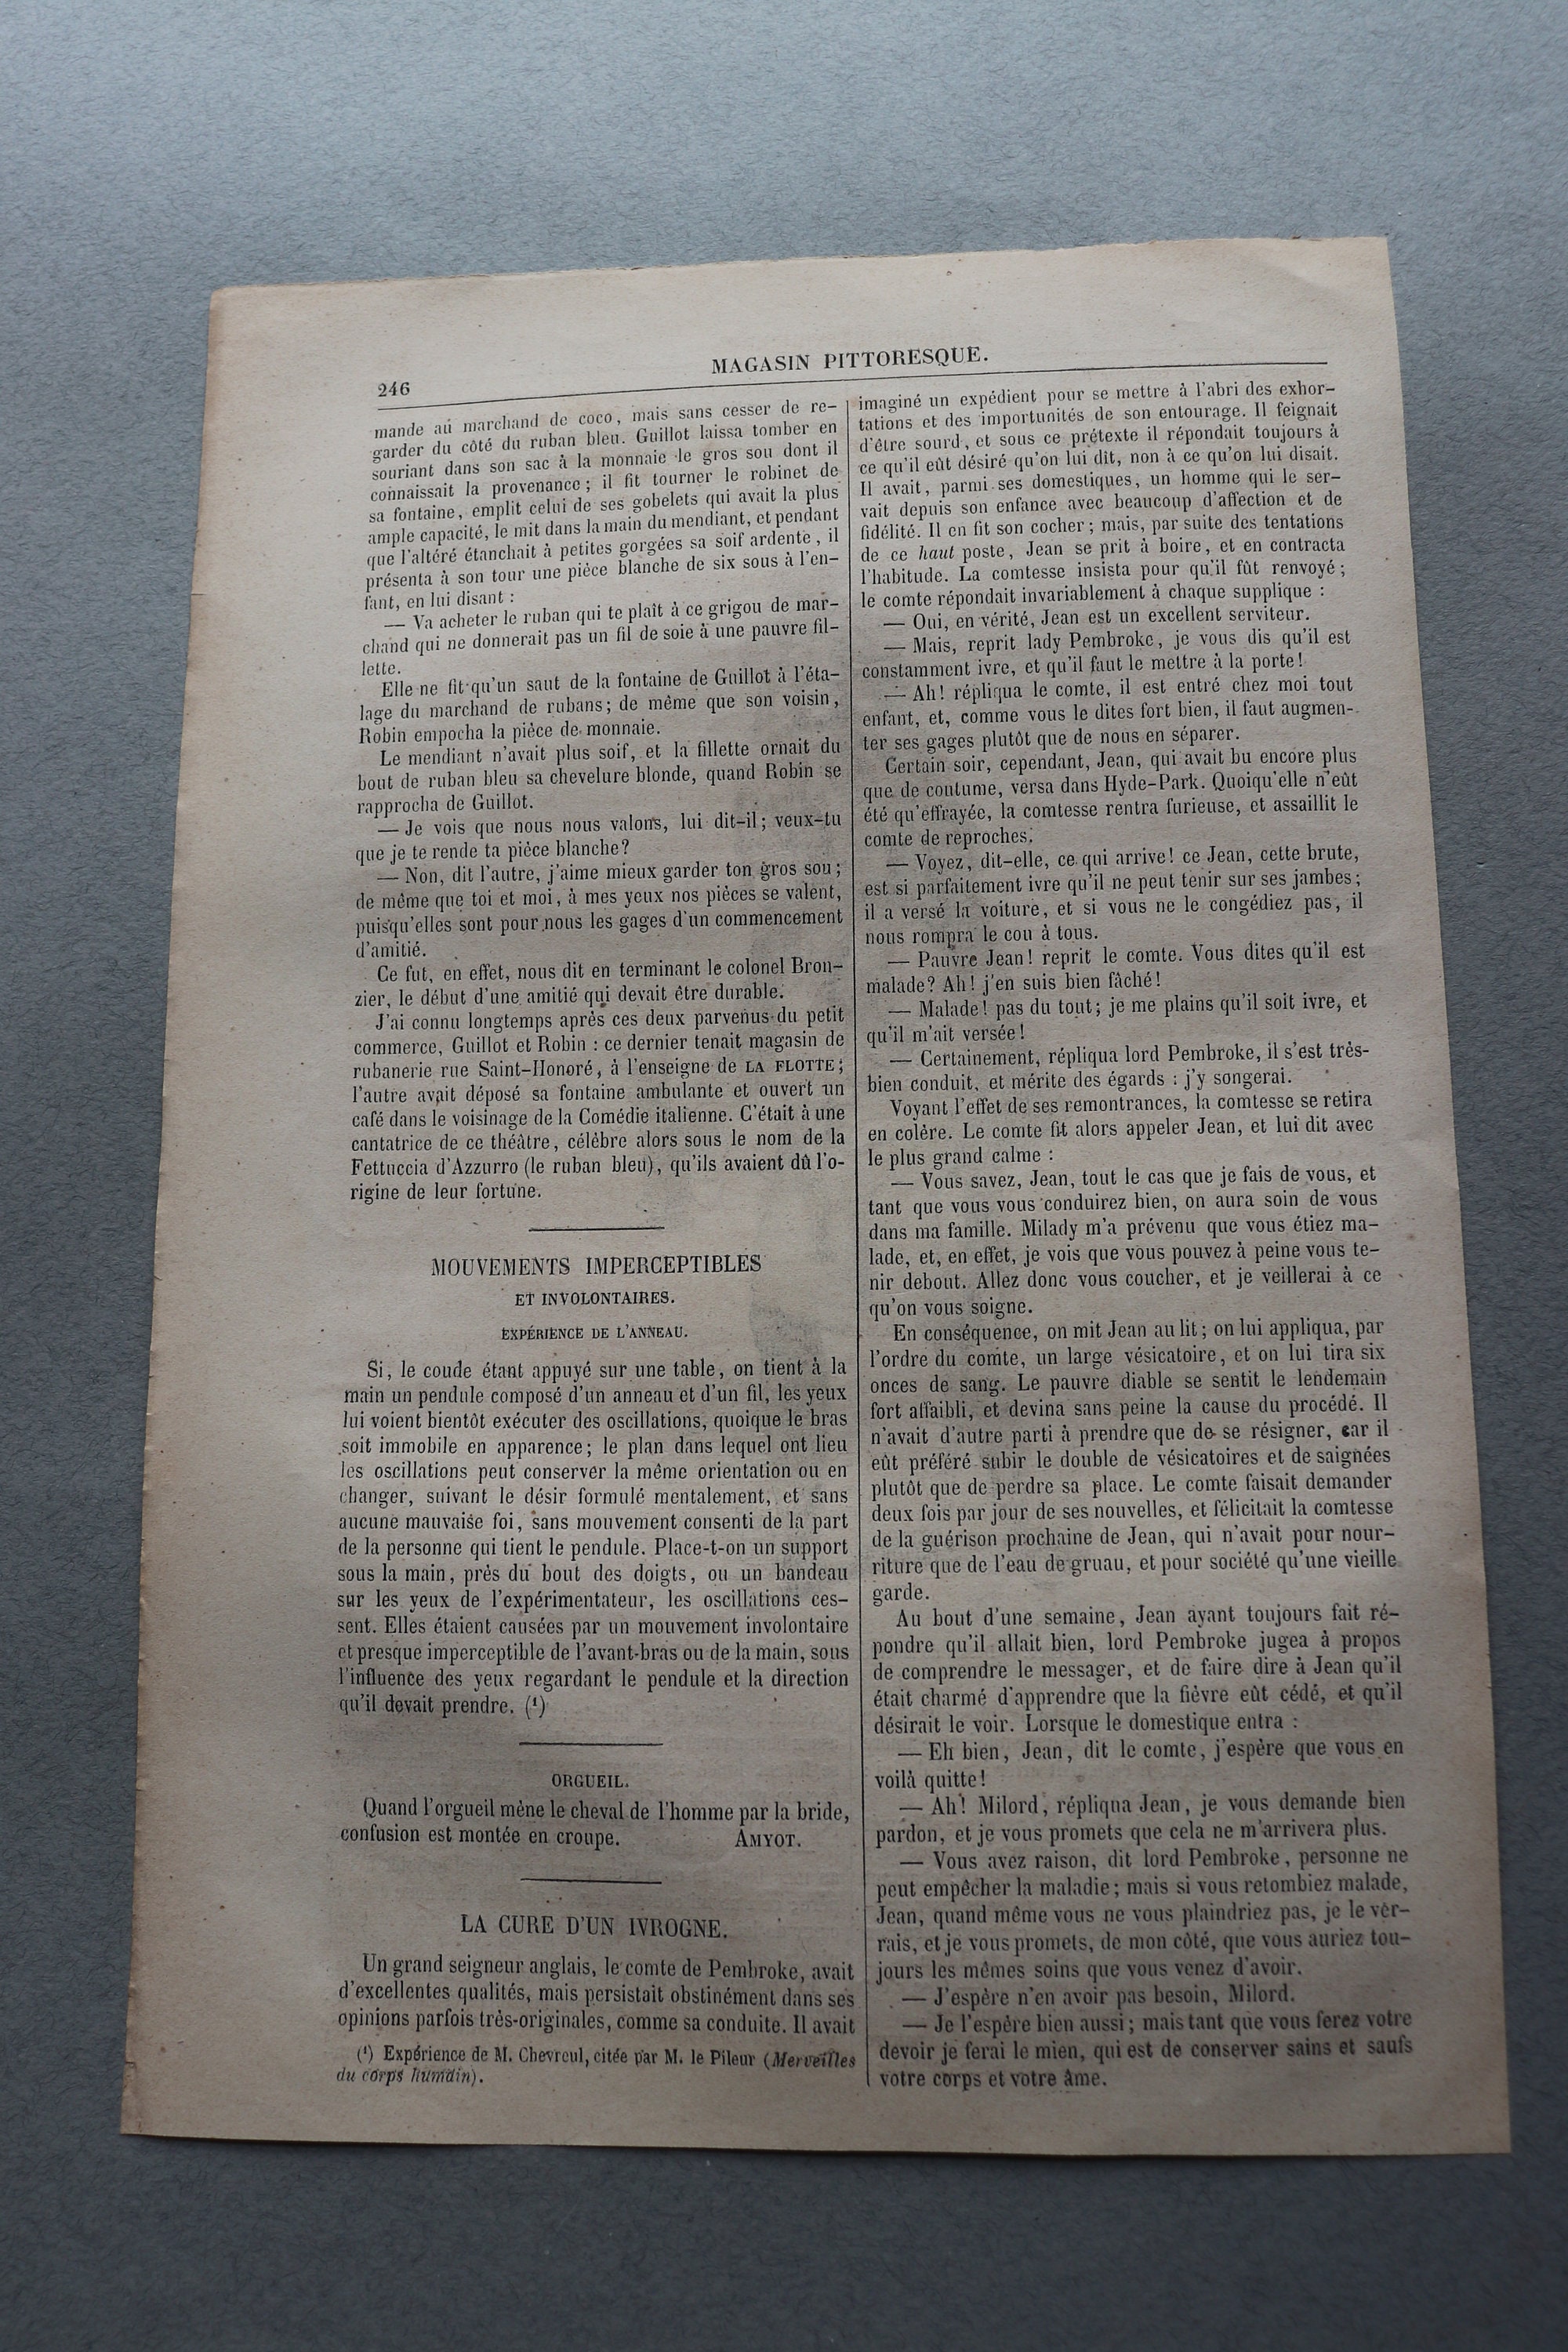 246
MAGASIN PITTORESQUE.
mande au marchand de coco, mais sans cesser de re-
garder du côté du ruban bleu. Guillot laissa tomber en
souriant dans son sac à la monnaie le gros sou dont il
connaissait la provenance ; il fit tourner le robinet de
sa fontaine, emplit celui de ses gobelets qui avait la plus
ample capacité, le mit dans la main du mendiant, et pendant
que l'altéré étanchait à petites gorgées sa soif ardente, il
présenta à son tour une pièce blanche de six sous à l'en-
fant, en lui disant :
— Va acheter le ruban qui te plaît à ce grigou de mar-
chand qui ne donnerait pas un fil de soie à une pauvre fil-
lette.
Elle ne fit qu'un saut de la fontaine de Guillot à l'éta-
lage du marchand de rubans ; de même que son voisin,
Robin empocha la pièce de monnaie.
Le mendiant n'avait plus soif, et la fillette ornait du
bout de ruban bleu sa chevelure blonde, quand Robin se
rapprocha de Guillot.
— Je vois que nous nous valons, lui dit-il ; veux-tu
que je te rende ta pièce blanche ?
— Non, dit l'autre, j'aime mieux garder ton gros sou ;
de même que toi et moi, à mes yeux nos pièces se valent,
puisqu'elles sont pour nous les gages d'un commencement
d'amitié.
Ce fut, en effet, nous dit en terminant le colonel Bron-
zier, le début d'une amitié qui devait être durable.
J'ai connu longtemps après ces deux parvenus du petit
commerce, Guillot et Robin : ce dernier tenait magasin de
rubanerie rue Saint-Honoré, à l'enseigne de LA FLOTTE ;
l'autre avait déposé sa fontaine ambulante et ouvert un
café dans le voisinage de la Comédie italienne. C'était à une
cantatrice de ce théâtre, célèbre alors sous le nom de la
Fettuccia d'Azzurro (le ruban bleu), qu'ils avaient dû l'o-
rigine de leur fortune.
MOUVEMENTS IMPERCEPTIBLES
ET INVOLONTAIRES.
EXPÉRIENCE DE L'ANNEAU.
Si, le coude étant appuyé sur une table, on tient à la
main un pendule composé d'un anneau et d'un fil, les yeux
lui voient bientôt exécuter des oscillations, quoique le bras
soit immobile en apparence ; le plan dans lequel ont lieu
les oscillations peut conserver la même orientation ou en
changer, suivant le désir formulé mentalement, et sans
aucune mauvaise foi, sans mouvement consenti de la part
de la personne qui tient le pendule. Place-t-on un support
sous la main, près du bout des doigts, ou un bandeau
sur les yeux de l'expérimentateur, les oscillations ces-
sent. Elles étaient causées par un mouvement involontaire
et presque imperceptible de l'avant-bras ou de la main, sous
l'influence des yeux regardant le pendule et la direction
qu'il devait prendre. (¹)
ORGUEIL.
Quand l'orgueil mène le cheval de l'homme par la bride,
confusion est montée en croupe. AMYOT.
LA CURE D'UN IVROGNE.
Un grand seigneur anglais, le comte de Pembroke, avait
d'excellentes qualités, mais persistait obstinément dans ses
opinions parfois très-originales, comme sa conduite. Il avait
(¹) Expérience de M. Chevreul, citée par M. le Pileur (Merveilles
du corps humain).
imaginé un expédient pour se mettre à l'abri des exhor-
tations et des importunités de son entourage. Il feignait
d'être sourd, et sous ce prétexte il répondait toujours à
ce qu'il eût désiré qu'on lui dît, non à ce qu'on lui disait.
Il avait, parmi ses domestiques, un homme qui le ser-
vait depuis son enfance avec beaucoup d'affection et de
fidélité. Il en fit son cocher ; mais, par suite des tentations
de ce haut poste, Jean se prit à boire, et en contracta
l'habitude. La comtesse insista pour qu'il fût renvoyé ;
le comte répondait invariablement à chaque supplique :
— Oui, en vérité, Jean est un excellent serviteur.
— Mais, reprit lady Pembroke, je vous dis qu'il est
constamment ivre, et qu'il faut le mettre à la porte !
— Ah ! répliqua le comte, il est entré chez moi tout
enfant, et, comme vous le dites fort bien, il faut augmen-
ter ses gages plutôt que de nous en séparer.
Certain soir, cependant, Jean, qui avait bu encore plus
que de coutume, versa dans Hyde-Park. Quoiqu'elle n'eût
été qu'effrayée, la comtesse rentra furieuse, et assaillit le
comte de reproches.
— Voyez, dit-elle, ce qui arrive ! ce Jean, cette brute,
est si parfaitement ivre qu'il ne peut tenir sur ses jambes ;
il a versé la voiture, et si vous ne le congédiez pas, il
nous rompra le cou à tous.
— Pauvre Jean ! reprit le comte. Vous dites qu'il est
malade ? Ah ! j'en suis bien fâché !
— Malade ! pas du tout ; je me plains qu'il soit ivre, et
qu'il m'ait versée !
— Certainement, répliqua lord Pembroke, il s'est très-
bien conduit, et mérite des égards : j'y songerai.
Voyant l'effet de ses remontrances, la comtesse se retira
en colère. Le comte fit alors appeler Jean, et lui dit avec
le plus grand calme :
— Vous savez, Jean, tout le cas que je fais de vous, et
tant que vous vous conduirez bien, on aura soin de vous
dans ma famille. Milady m'a prévenu que vous étiez ma-
lade, et, en effet, je vois que vous pouvez à peine vous te-
nir debout. Allez donc vous coucher, et je veillerai à ce
qu'on vous soigne.
En conséquence, on mit Jean au lit ; on lui appliqua, par
l'ordre du comte, un large vésicatoire, et on lui tira six
onces de sang. Le pauvre diable se sentit le lendemain
fort affaibli, et devina sans peine la cause du procédé. Il
n'avait d'autre parti à prendre que de se résigner, car il
eût préféré subir le double de vésicatoires et de saignées
plutôt que de perdre sa place. Le comte faisait demander
deux fois par jour de ses nouvelles, et félicitait la comtesse
de la guérison prochaine de Jean, qui n'avait pour nour-
riture que de l'eau de gruau, et pour société qu'une vieille
garde.
Au bout d'une semaine, Jean ayant toujours fait ré-
pondre qu'il allait bien, lord Pembroke jugea à propos
de comprendre le messager, et de faire dire à Jean qu'il
était charmé d'apprendre que la fièvre eût cédé, et qu'il
désirait le voir. Lorsque le domestique entra :
— Eh bien, Jean, dit le comte, j'espère que vous en
voilà quitte !
— Ah ! Milord, répliqua Jean, je vous demande bien
pardon, et je vous promets que cela ne m'arrivera plus.
— Vous avez raison, dit lord Pembroke, personne ne
peut empêcher la maladie ; mais si vous retombiez malade,
Jean, quand même vous ne vous plaindriez pas, je le ver-
rais, et je vous promets, de mon côté, que vous auriez tou-
jours les mêmes soins que vous venez d'avoir.
— J'espère n'en avoir pas besoin, Milord.
— Je l'espère bien aussi ; mais tant que vous ferez votre
devoir je ferai le mien, qui est de conserver sains et saufs
votre corps et votre âme.